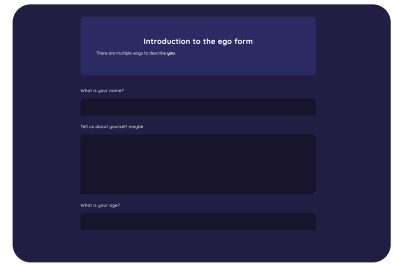 Introduction to the ego form
There are multiple ways to describe you.
What is your name?
Tell us about yourself maybe
What is your age?